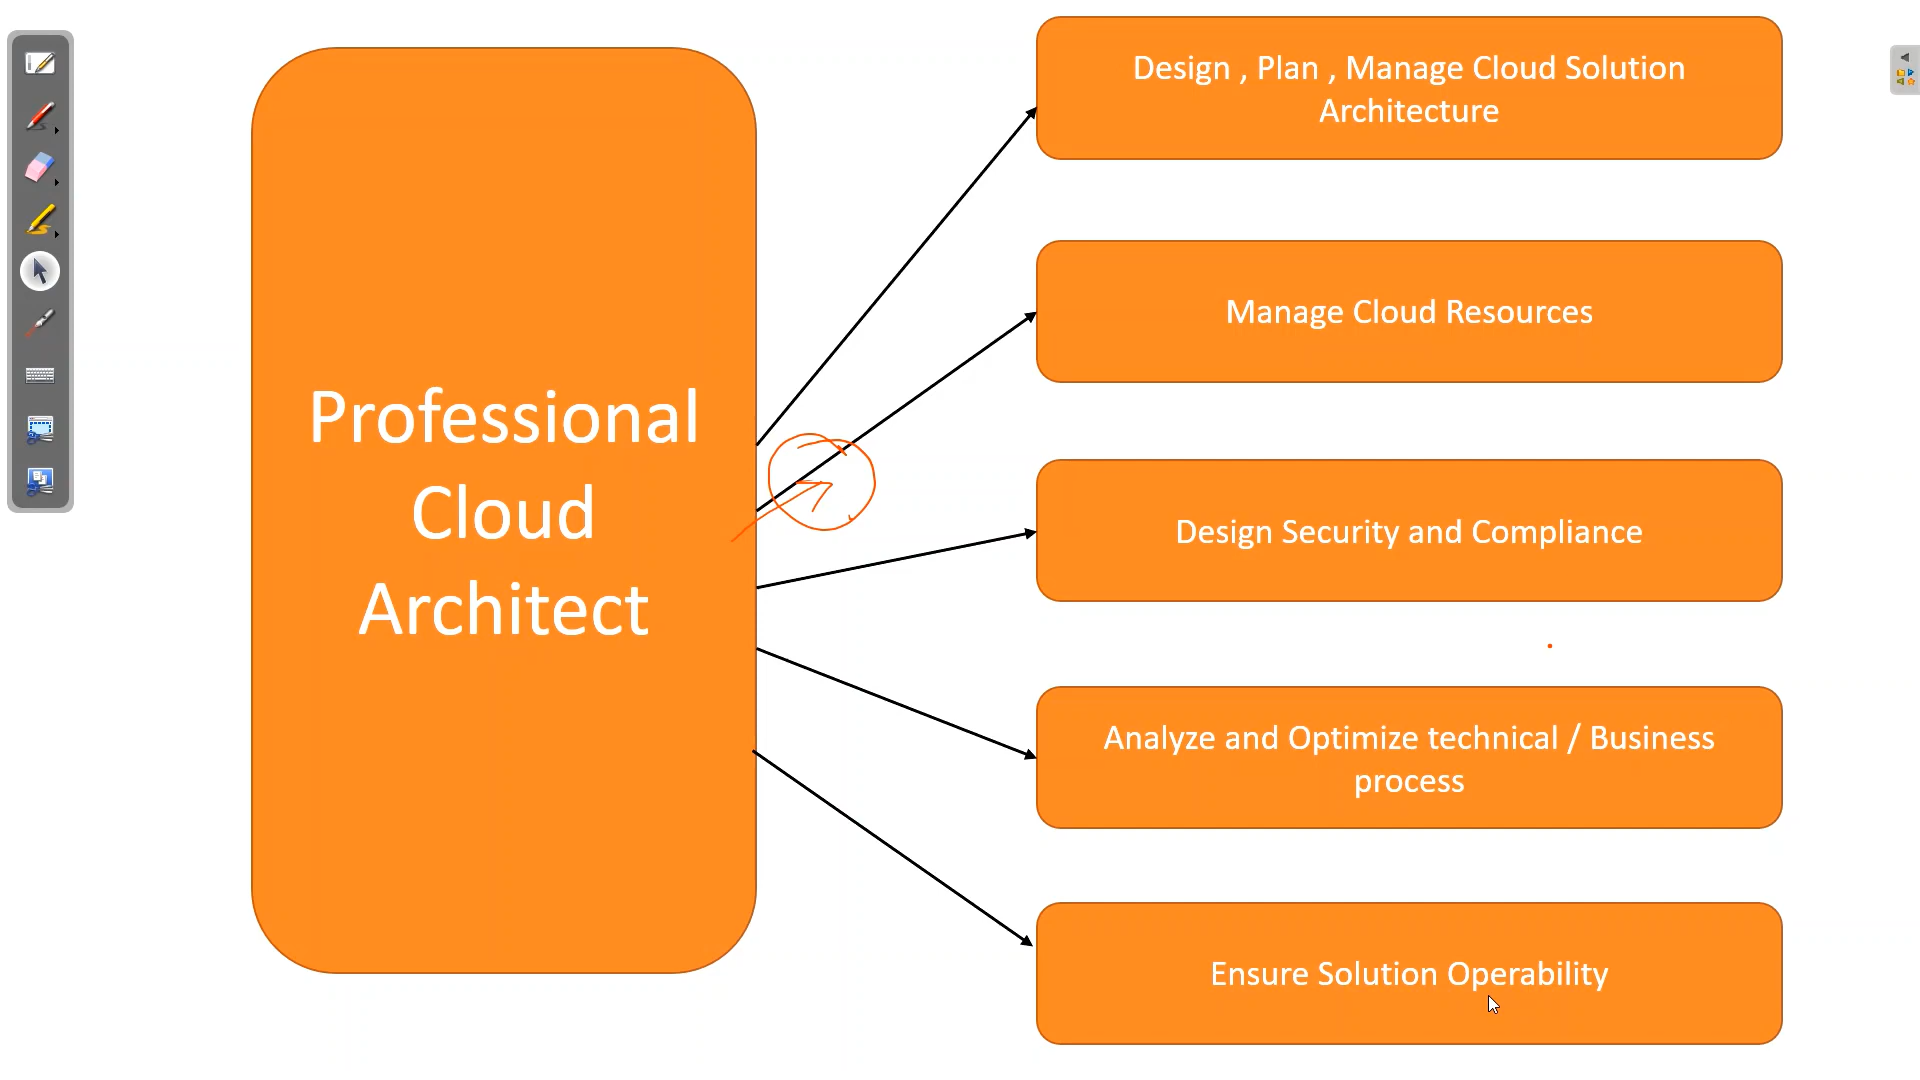 Professional
Cloud
Architect
Design , Plan , Manage Cloud Solution
Architecture
Manage Cloud Resources
Design Security and Compliance
Analyze and Optimize technical / Business
process
Ensure Solution Operability